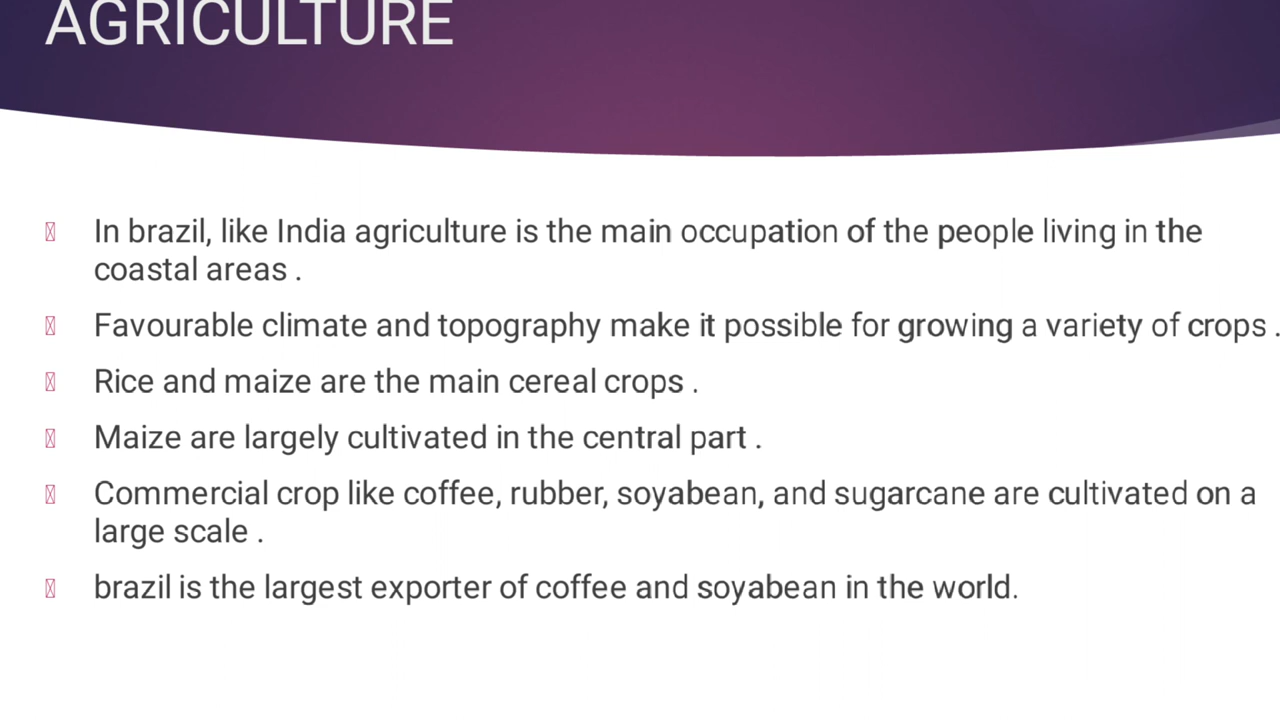 AGRICULTURE
In brazil, like India agriculture is the main occupation of the people living in the
coastal areas .
Favourable climate and topography make it possible for growing a variety of crops .
Rice and maize are the main cereal crops .
Maize are largely cultivated in the central part .
Commercial crop like coffee, rubber, soyabean, and sugarcane are cultivated on a
large scale .
brazil is the largest exporter of coffee and soyabean in the world.